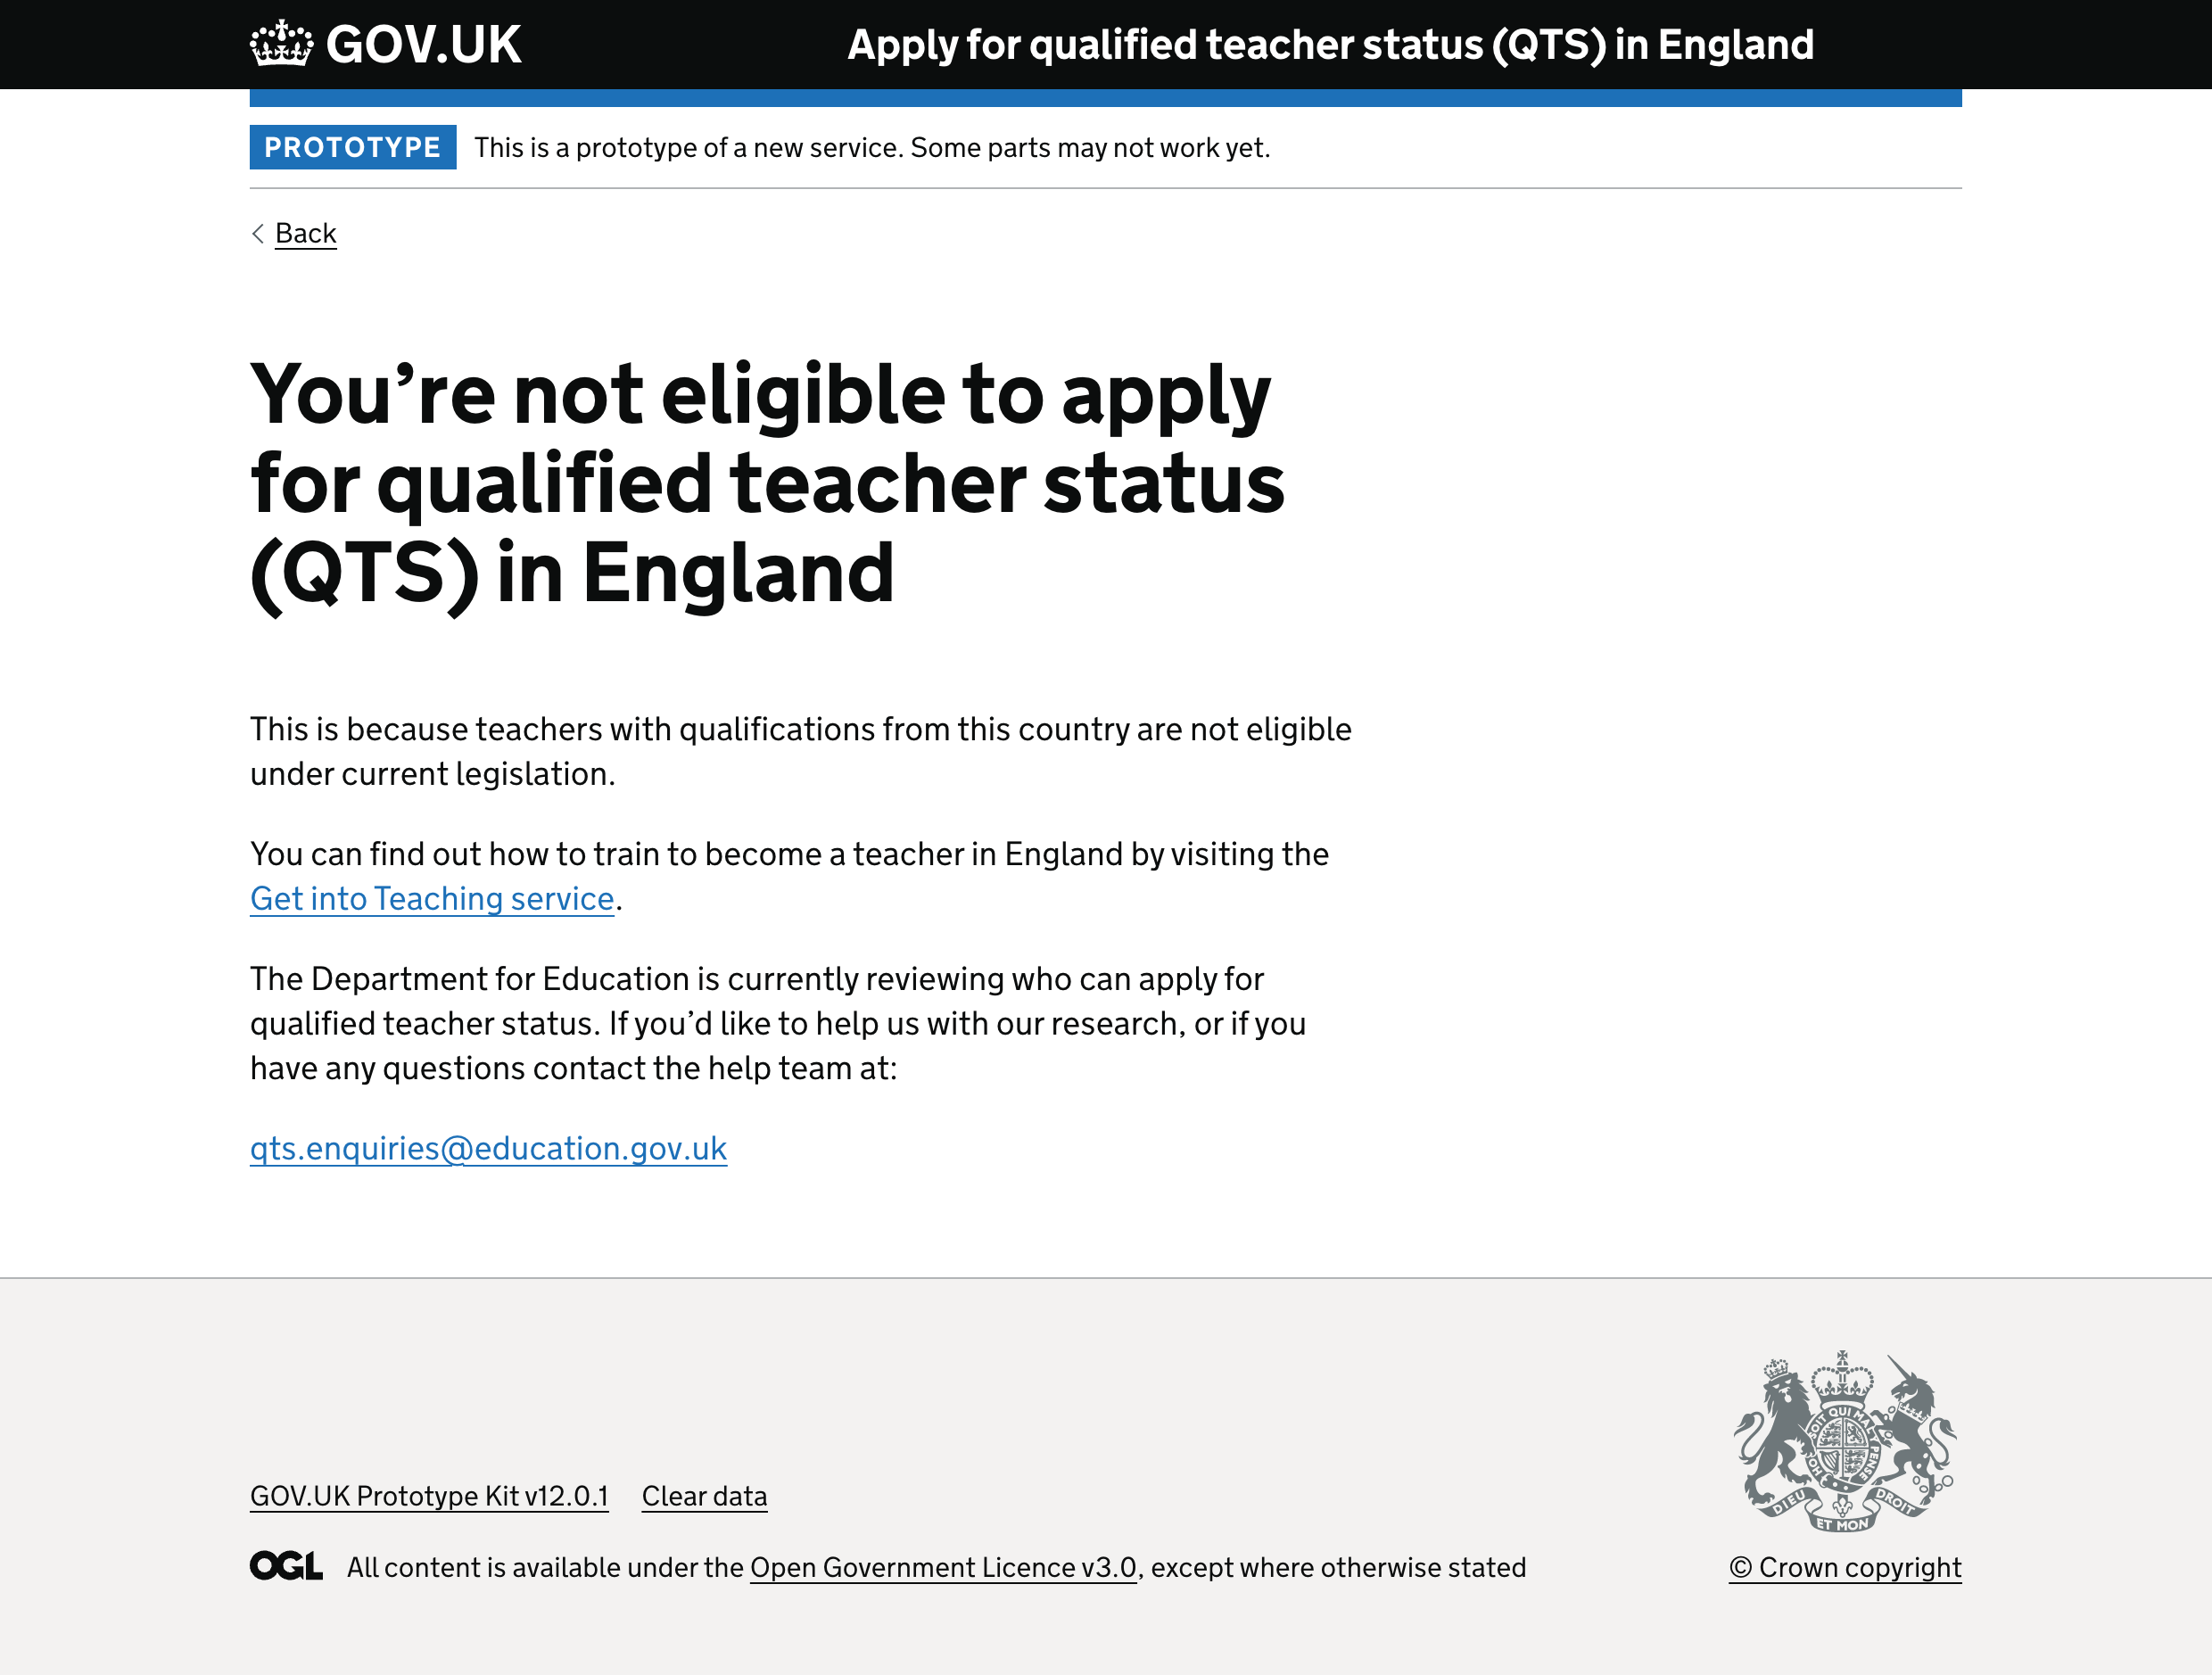 GOV.UK
Apply for qualified teacher status (QTS) in England
PROTOTYPE
This is a prototype of a new service. Some parts may not work yet.
Back
You’re not eligible to apply
for qualified teacher status
(QTS) in England
This is because teachers with qualifications from this country are not eligible
under current legislation.
You can find out how to train to become a teacher in England by visiting the
Get into Teaching service.
The Department for Education is currently reviewing who can apply for
qualified teacher status. If you’d like to help us with our research, or if you
have any questions contact the help team at:
qts.enquiries@education.gov.uk
DIEU ET MON DROIT
GOV.UK Prototype Kit v12.0.1 Clear data
OGL All content is available under the Open Government Licence v3.0, except where otherwise stated
© Crown copyright